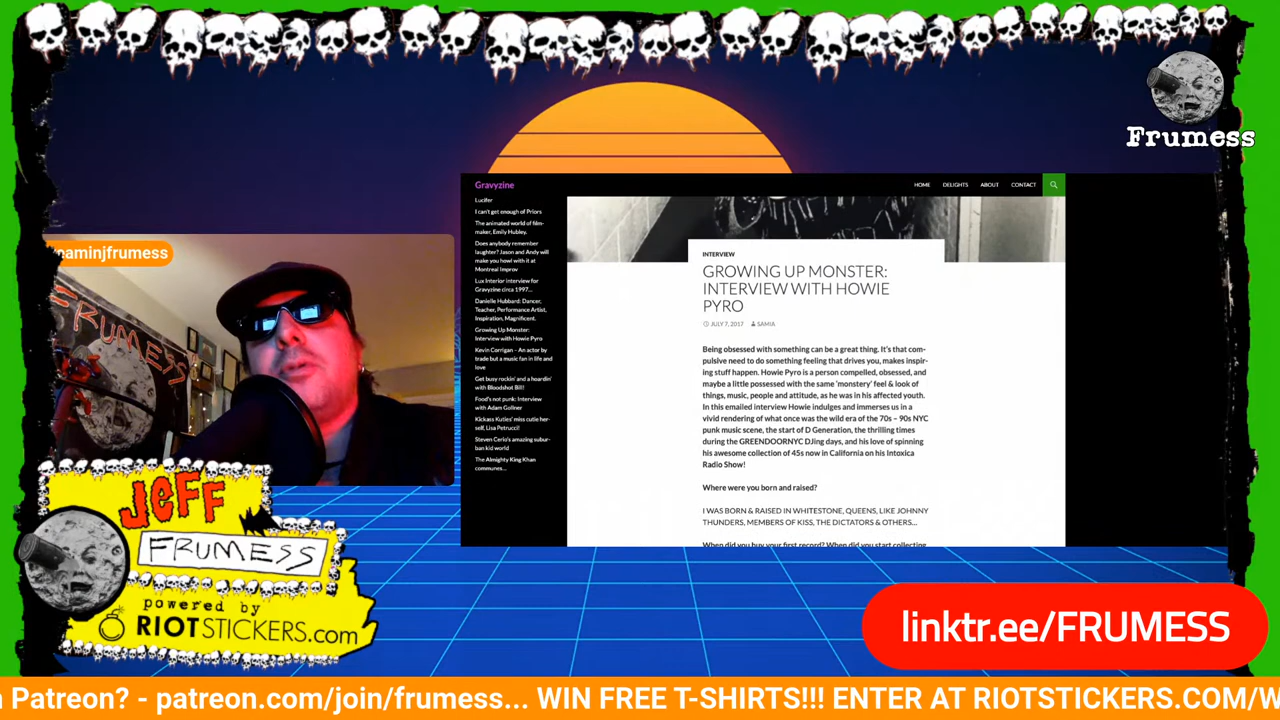 Frumess
Gravyzine
HOME DELIGHTS ABOUT CONTACT
Lucifer
I can't get enough of Priors
The animated world of film-
maker, Emily Hubley.
Does anybody remember
laughter? Jason and Andy will
make you howl with it at
Montreal Improv
Lux Interior interview for
Gravyzine circa 1997...
Danielle Hubbard: Dancer,
Teacher, Performance Artist,
Inspiration, Magnificent.
Growing Up Monster:
Interview with Howie Pyro
Kevin Corrigan – An actor by
trade but a music fan in life and
love
Get busy rockin' and a hoardin'
with Bloodshot Bill!
Food's not punk: Interview
with Adam Gollner
Kickass Kuties' miss cutie her-
self, Lisa Petrucci!
Steven Cerio's amazing subur-
ban kid world
The Almighty King Khan
communes...
INTERVIEW
GROWING UP MONSTER:
INTERVIEW WITH HOWIE
PYRO
JULY 7, 2017 SAMIA
Being obsessed with something can be a great thing. It's that com-
pulsive need to do something feeling that drives you, makes inspir-
ing stuff happen. Howie Pyro is a person compelled, obsessed, and
maybe a little possessed with the same 'monstery' feel & look of
things, music, people and attitude, as he was in his affected youth.
In this emailed interview Howie indulges and immerses us in a
vivid rendering of what once was the wild era of the 70s – 90s NYC
punk music scene, the start of D Generation, the thrilling times
during the GREENDOORNYC DJing days, and his love of spinning
his awesome collection of 45s now in California on his Intoxica
Radio Show!
Where were you born and raised?
I WAS BORN & RAISED IN WHITESTONE, QUEENS, LIKE JOHNNY
THUNDERS, MEMBERS OF KISS, THE DICTATORS & OTHERS...
When did you buy your first record? When did you start collecting
naminjfrumess
FRUMESS
JEFF
FRUMESS
powered by
RIOTSTICKERS.com
linktr.ee/FRUMESS
Patreon? - patreon.com/join/frumess... WIN FREE T-SHIRTS!!! ENTER AT RIOTSTICKERS.COM/W